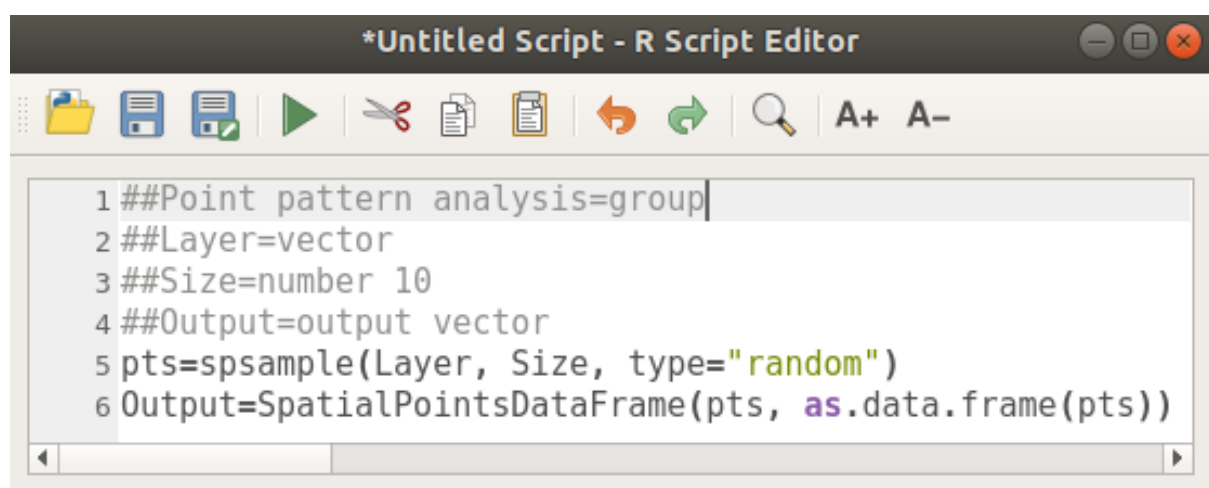 *Untitled Script - R Script Editor
A+ A-
1 ##Point pattern analysis=group
2 ##Layer=vector
3 ##Size=number 10
4 ##Output=output vector
5 pts=spsample(Layer, Size, type="random")
6 Output=SpatialPointsDataFrame(pts, as.data.frame(pts))